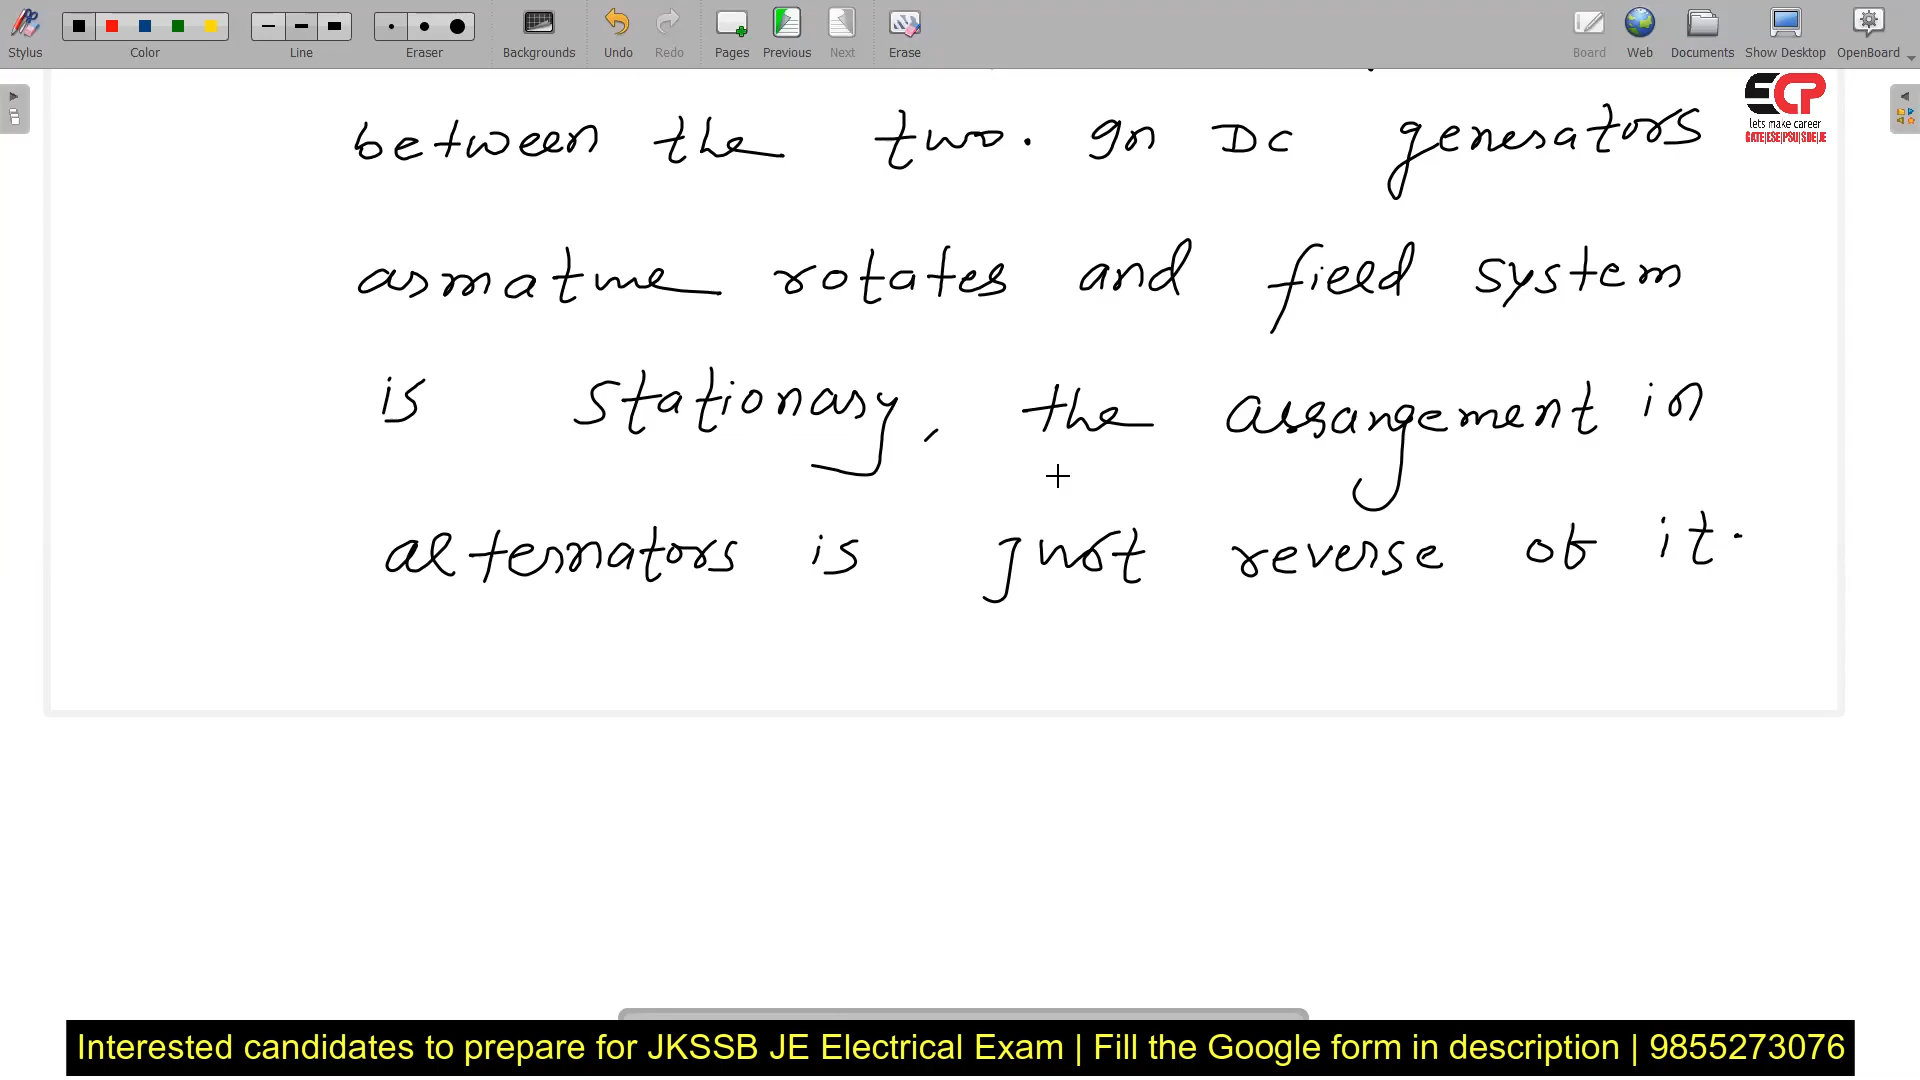 Stylus
Color
Line
Eraser
Backgrounds
Undo
Redo
Pages
Previous
Next
Erase
Board
Web
Documents
Show Desktop
OpenBoard
ECP
lets make career
GATE|ESE|PSU|SDE|JE
between the two. In DC generators
armature rotates and field system
is stationary, the arrangement in
alternators is just reverse of it.
Interested candidates to prepare for JKSSB JE Electrical Exam | Fill the Google form in description | 9855273076